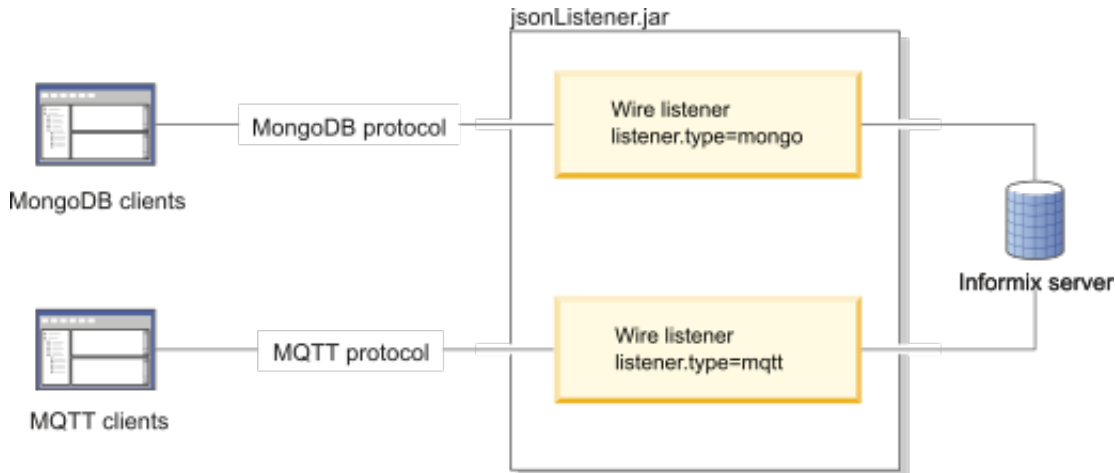 jsonListener.jar
Wire listener
listener.type=mongo
MongoDB protocol
MongoDB clients
Informix server
Wire listener
listener.type=mqtt
MQTT protocol
MQTT clients